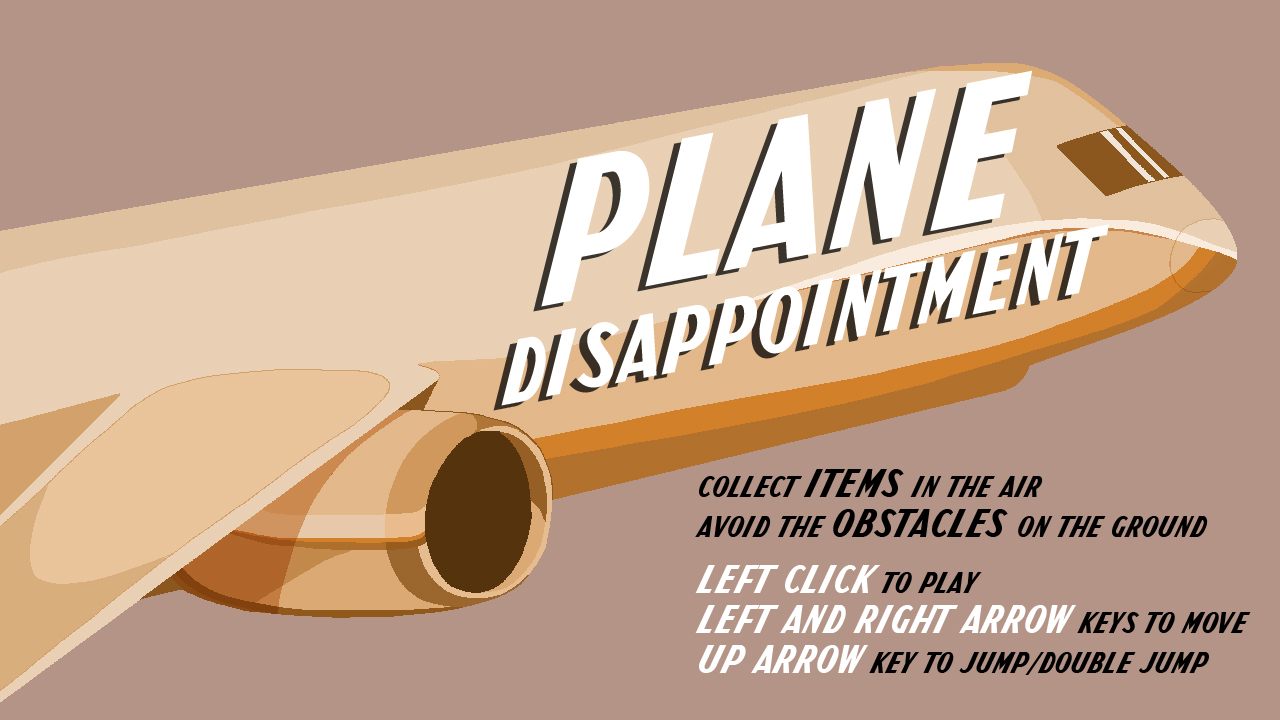 PLANE
DISAPPOINTMENT
COLLECT ITEMS IN THE AIR
AVOID THE OBSTACLES ON THE GROUND
LEFT CLICK TO PLAY
LEFT AND RIGHT ARROW KEYS TO MOVE
UP ARROW KEY TO JUMP/DOUBLE JUMP